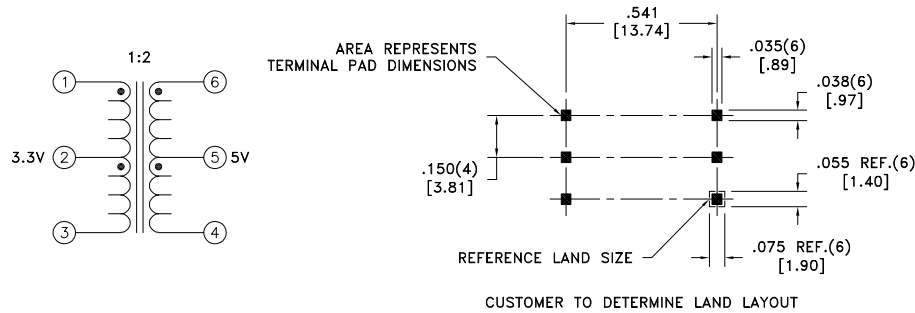 1:2
1
6
3.3V
2
5
5V
3
4
.541
[13.74]
AREA REPRESENTS
TERMINAL PAD DIMENSIONS
.035(6)
[.89]
.038(6)
[.97]
.150(4)
[3.81]
.055 REF.(6)
[1.40]
REFERENCE LAND SIZE
.075 REF.(6)
[1.90]
CUSTOMER TO DETERMINE LAND LAYOUT